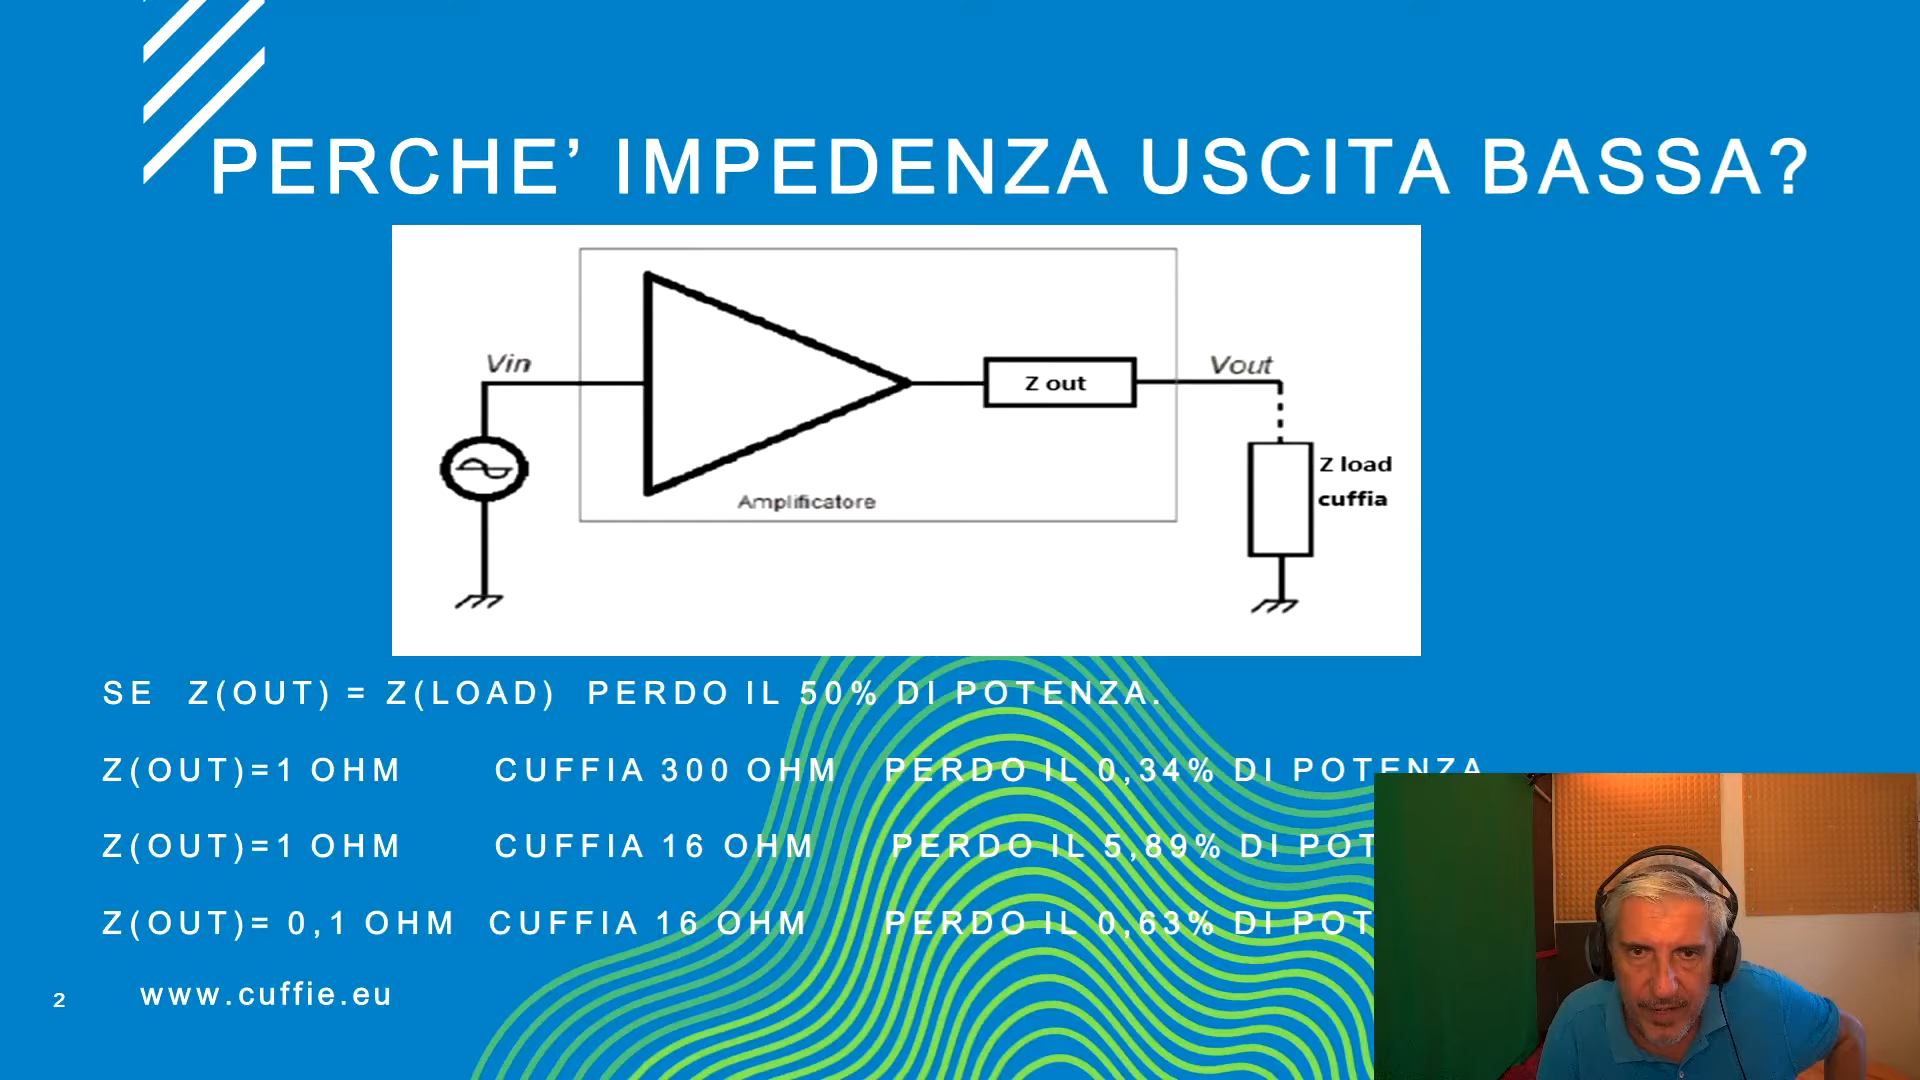 PERCHE’ IMPEDENZA USCITA BASSA?
Vin
Z out
Vout
Z load
cuffia
Amplificatore
SE Z(OUT) = Z(LOAD) PERDO IL 50% DI POTENZA.
Z(OUT)=1 OHM CUFFIA 300 OHM PERDO IL 0,34% DI POTENZA
Z(OUT)=1 OHM CUFFIA 16 OHM PERDO IL 5,89% DI POT
Z(OUT)= 0,1 OHM CUFFIA 16 OHM PERDO IL 0,63% DI POT
2 www.cuffie.eu